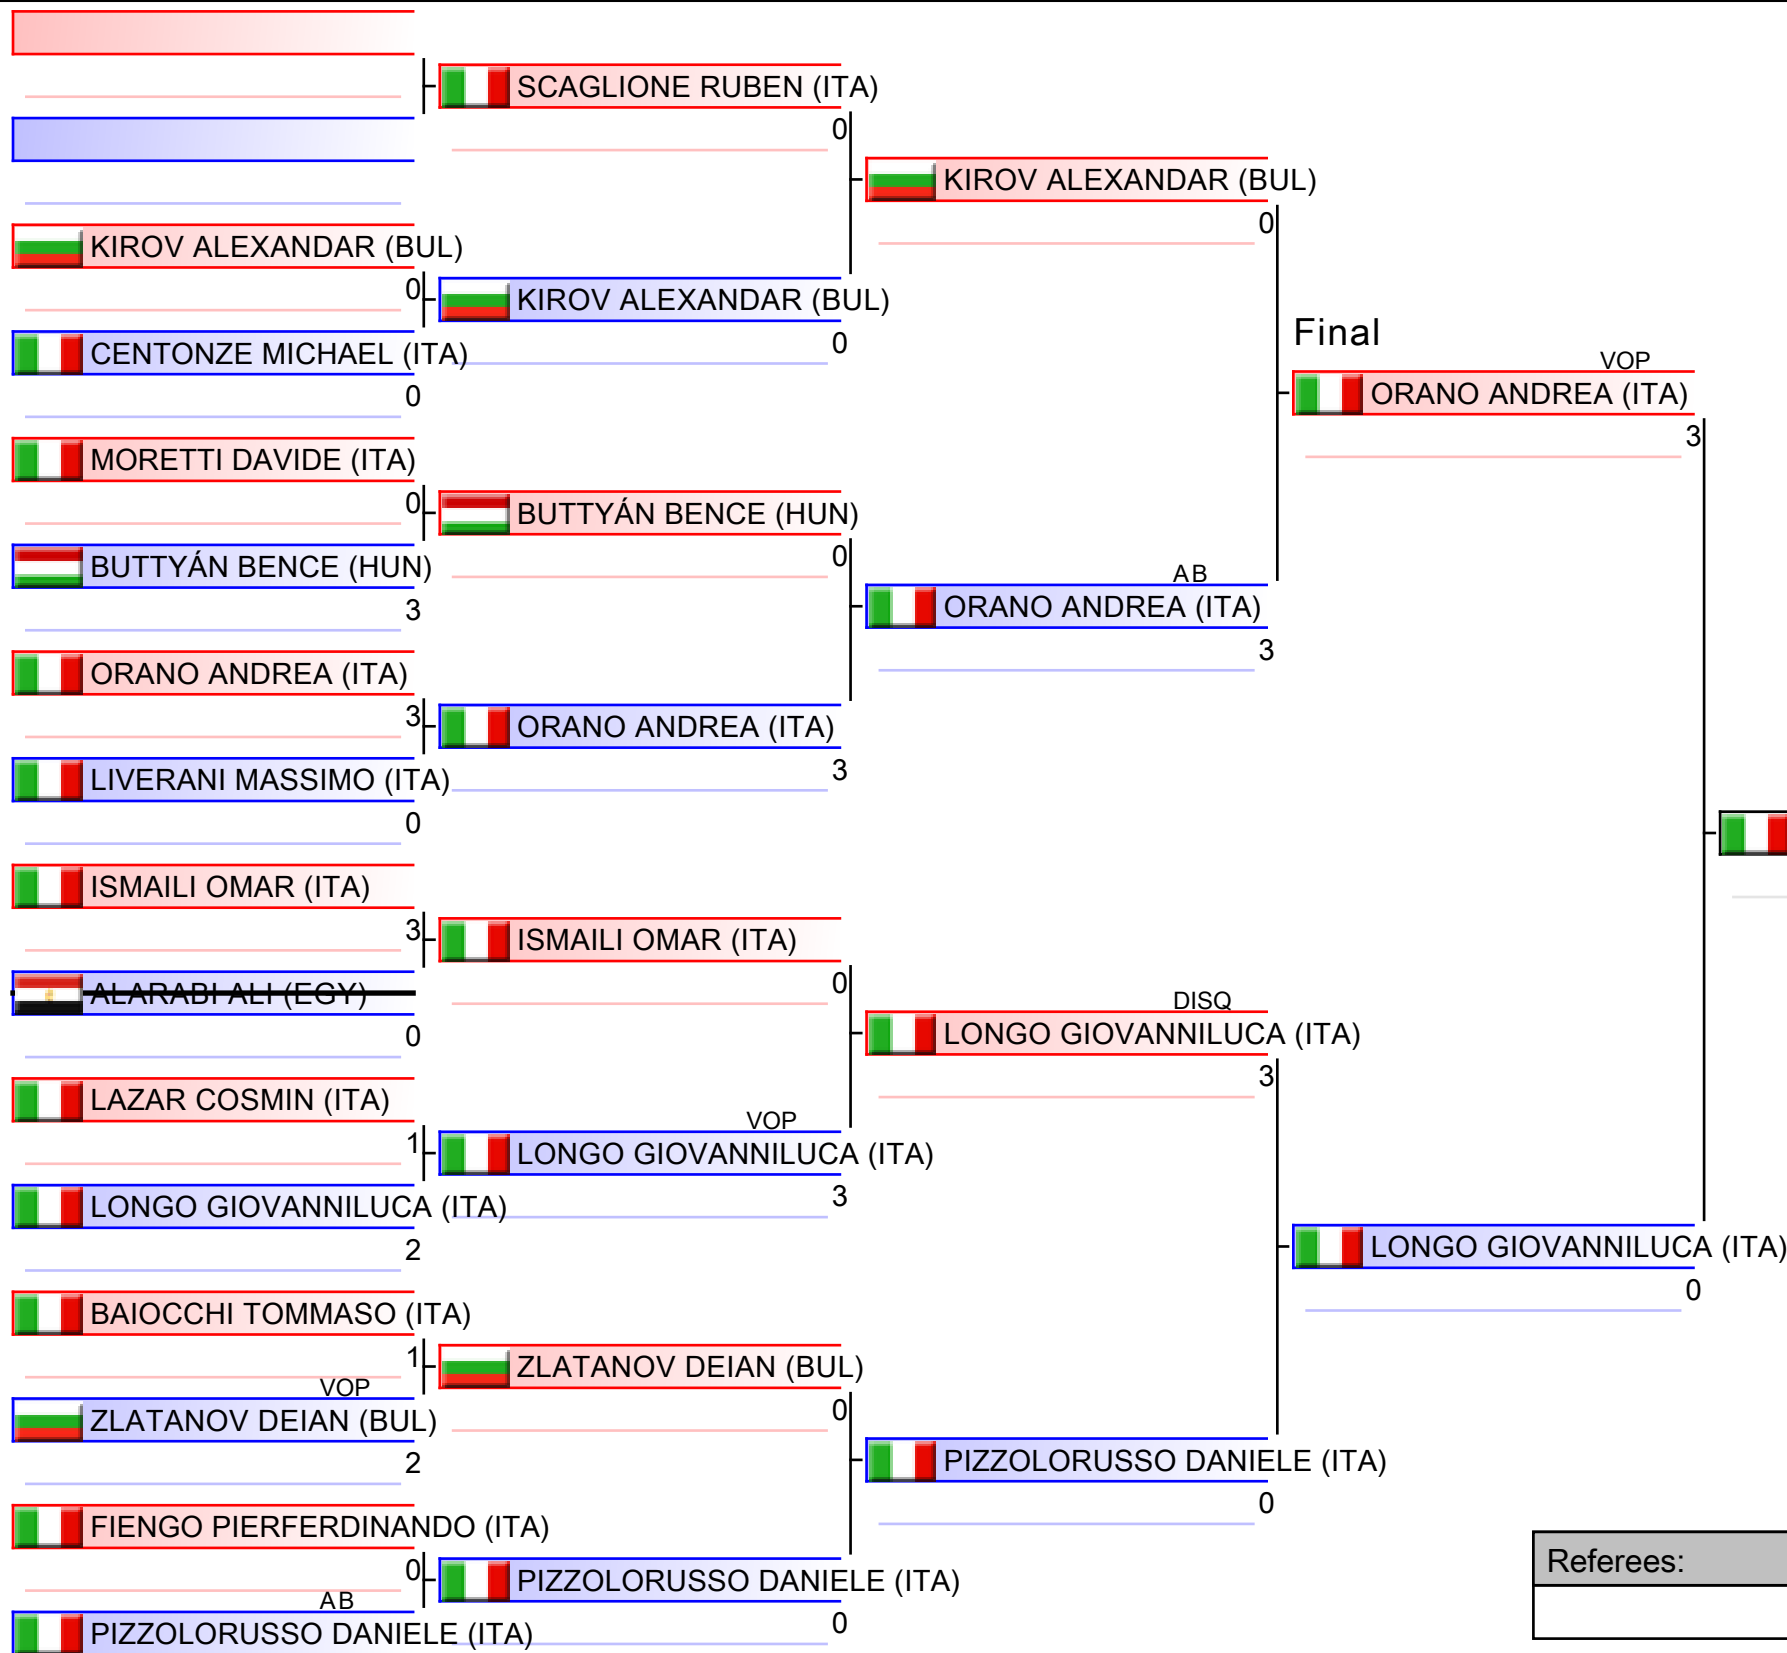 SCAGLIONE RUBEN (ITA)
0
KIROV ALEXANDAR (BUL)
0
KIROV ALEXANDAR (BUL)
0
KIROV ALEXANDAR (BUL)
0
CENTONZE MICHAEL (ITA)
0
Final
VOP
ORANO ANDREA (ITA)
3
MORETTI DAVIDE (ITA)
0
BUTTYÁN BENCE (HUN)
0
BUTTYÁN BENCE (HUN)
3
AB
ORANO ANDREA (ITA)
3
ORANO ANDREA (ITA)
3
ORANO ANDREA (ITA)
3
LIVERANI MASSIMO (ITA)
0
ISMAILI OMAR (ITA)
3
ISMAILI OMAR (ITA)
0
ALARABI ALI (EGY)
0
DISQ
LONGO GIOVANNILUCA (ITA)
3
LAZAR COSMIN (ITA)
1
VOP
LONGO GIOVANNILUCA (ITA)
3
LONGO GIOVANNILUCA (ITA)
2
LONGO GIOVANNILUCA (ITA)
0
BAIOCCHI TOMMASO (ITA)
1
ZLATANOV DEIAN (BUL)
0
VOP
ZLATANOV DEIAN (BUL)
2
PIZZOLORUSSO DANIELE (ITA)
0
FIENGO PIERFERDINANDO (ITA)
0
PIZZOLORUSSO DANIELE (ITA)
0
AB
PIZZOLORUSSO DANIELE (ITA)
Referees: